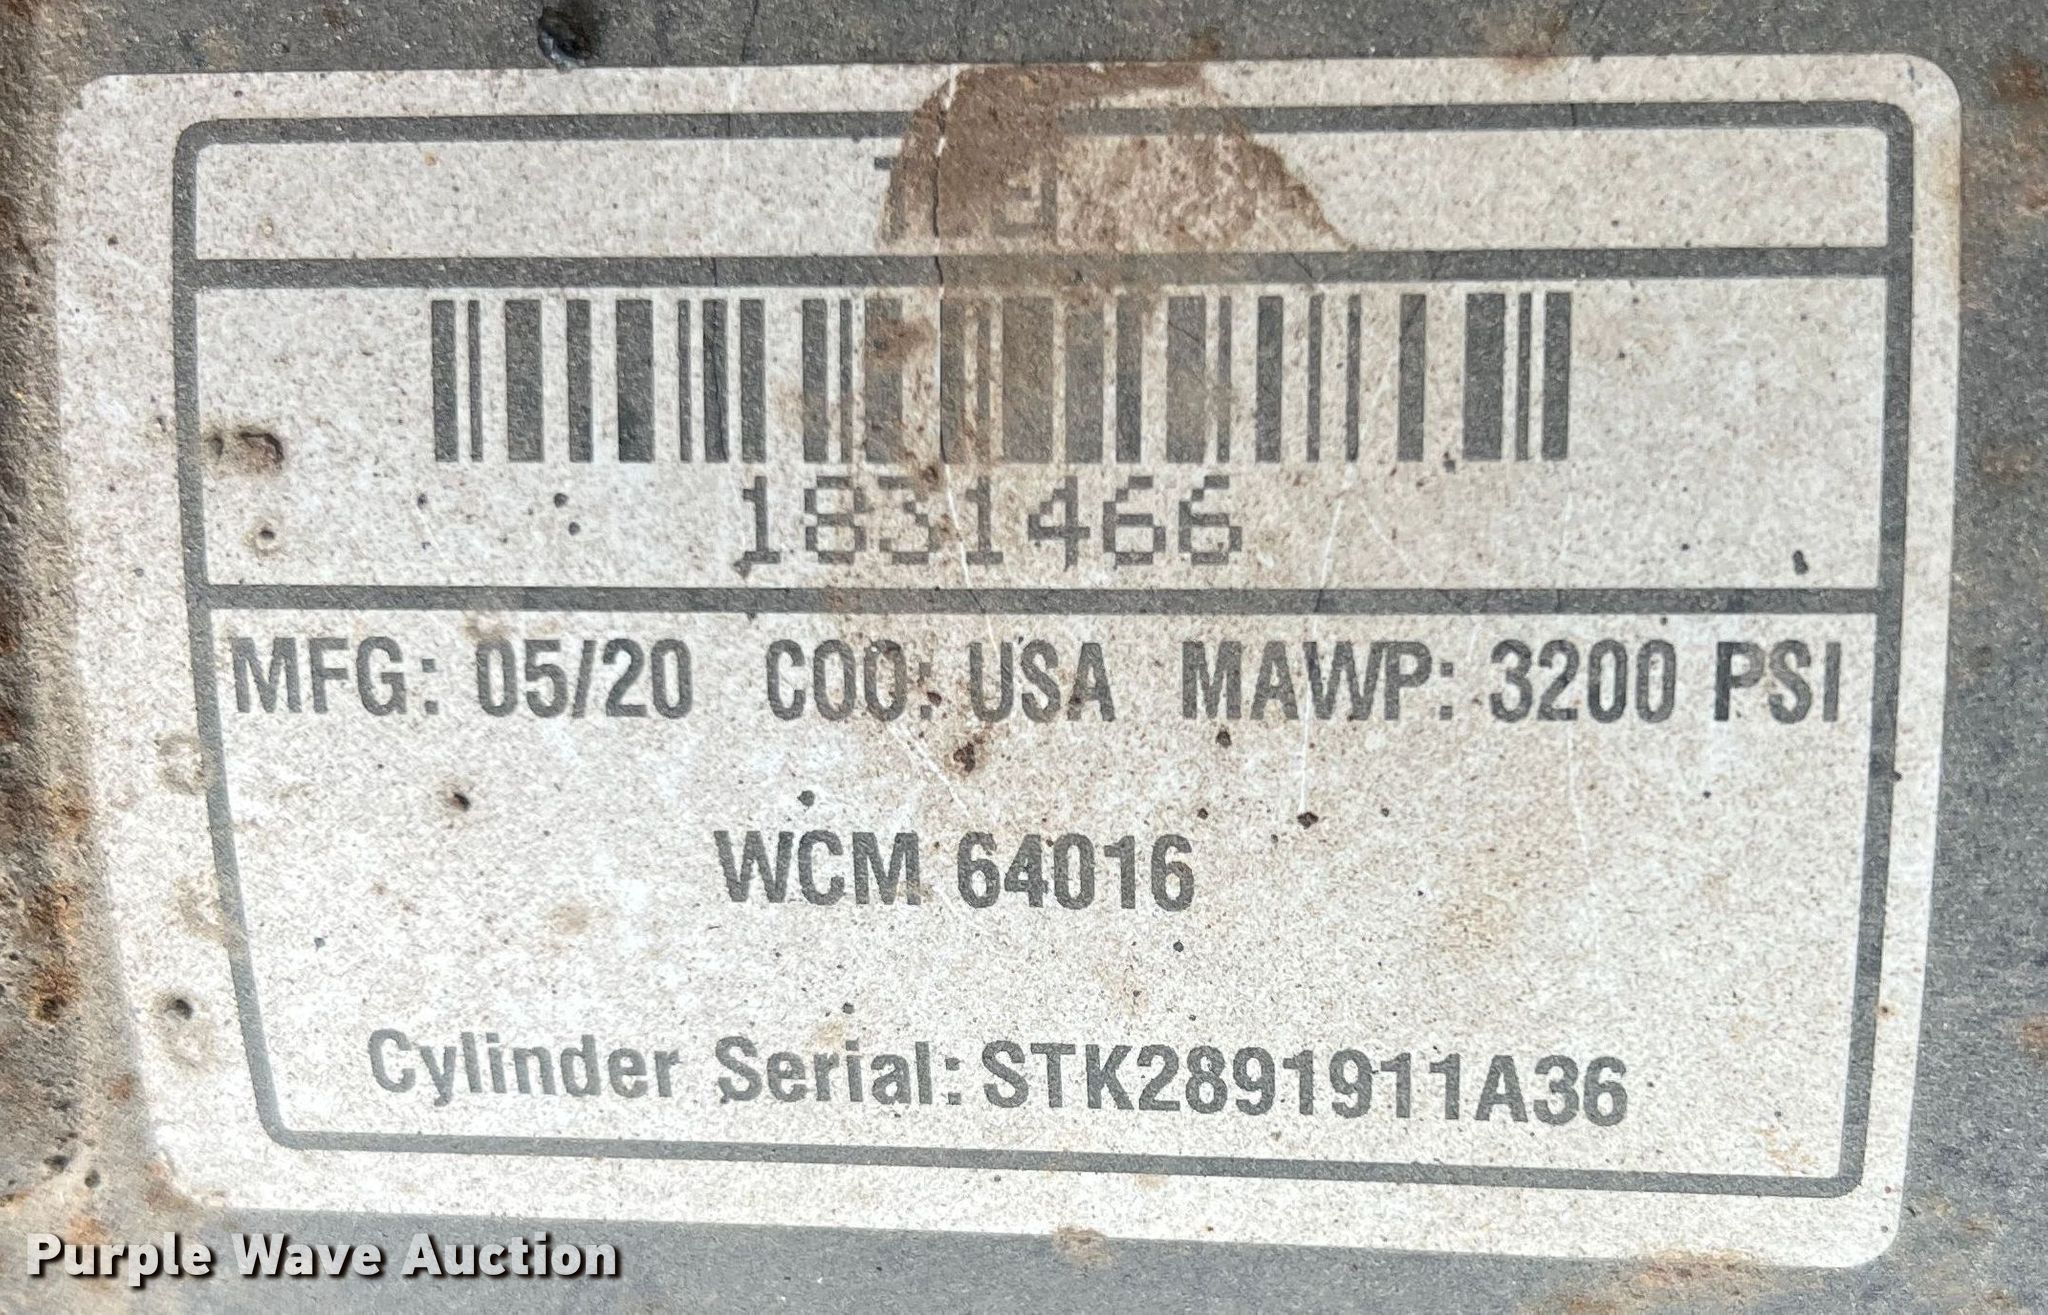 1831466
MFG: 05/20 COO: USA MAWP: 3200 PSI
WCM 64016
Cylinder Serial: STK2891911A36
Purple Wave Auction